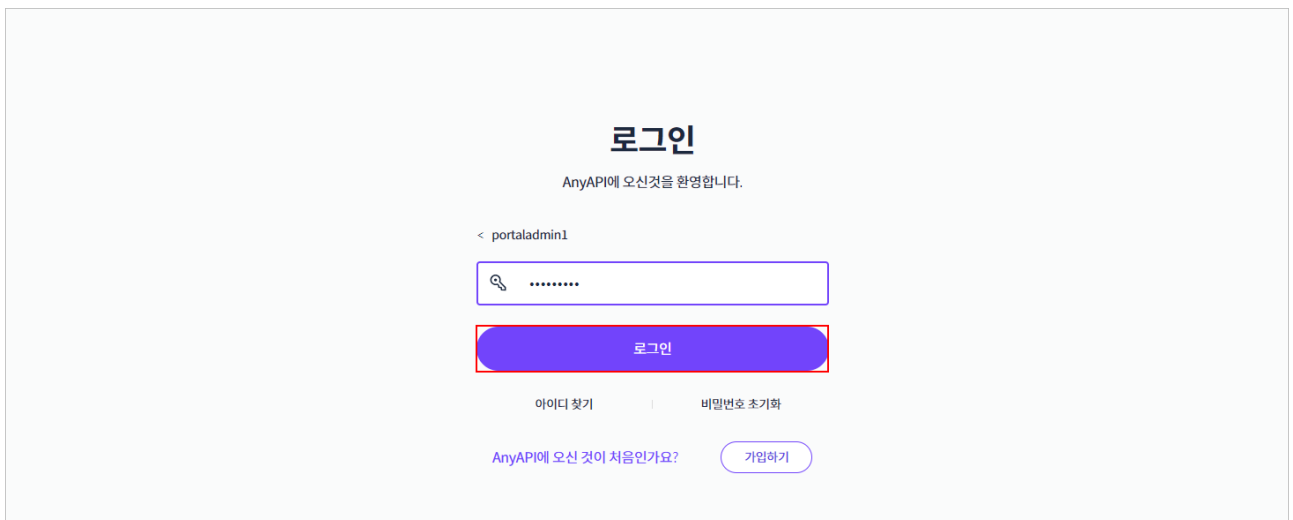 로그인
AnyAPI에 오신것을 환영합니다.
< portaladmin1
•••••••••
로그인
아이디 찾기 | 비밀번호 초기화
AnyAPI에 오신 것이 처음인가요? 가입하기